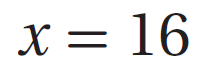 x = 16